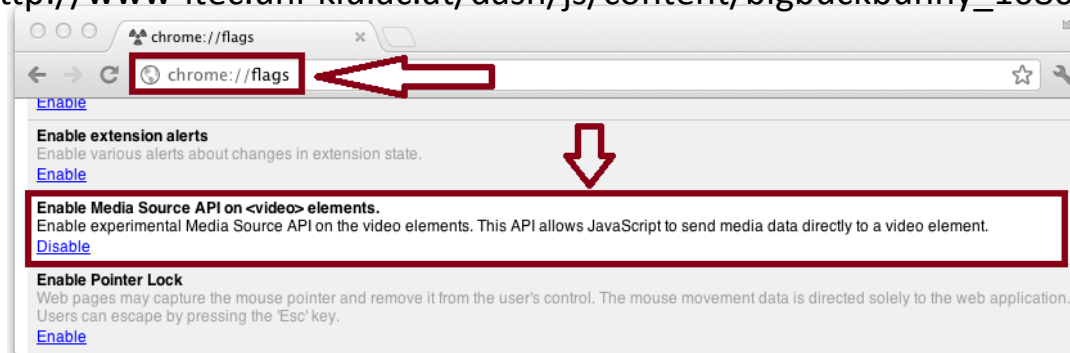 chrome://flags
chrome://flags
Enable
Enable extension alerts
Enable various alerts about changes in extension state.
Enable
Enable Media Source API on <video> elements.
Enable experimental Media Source API on the video elements. This API allows JavaScript to send media data directly to a video element.
Disable
Enable Pointer Lock
Web pages may capture the mouse pointer and remove it from the user's control. The mouse movement data is directed solely to the web application.
Users can escape by pressing the 'Esc' key.
Enable